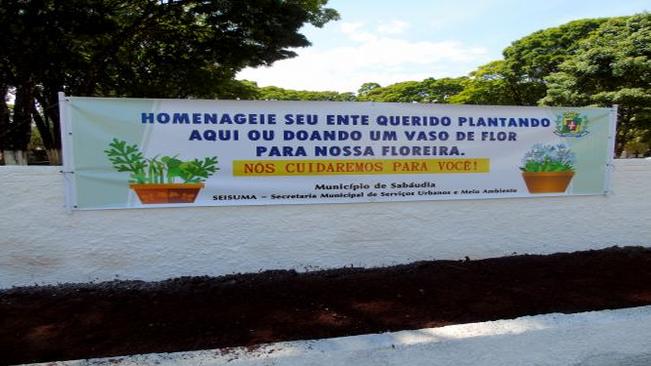 HOMENAGEIE SEU ENTE QUERIDO PLANTANDO
AQUI OU DOANDO UM VASO DE FLOR
PARA NOSSA FLOREIRA.
NÓS CUIDAREMOS PARA VOCÊ!
Município de Sabáudia
SEISUMA - Secretaria Municipal de Serviços Urbanos e Meio Ambiente